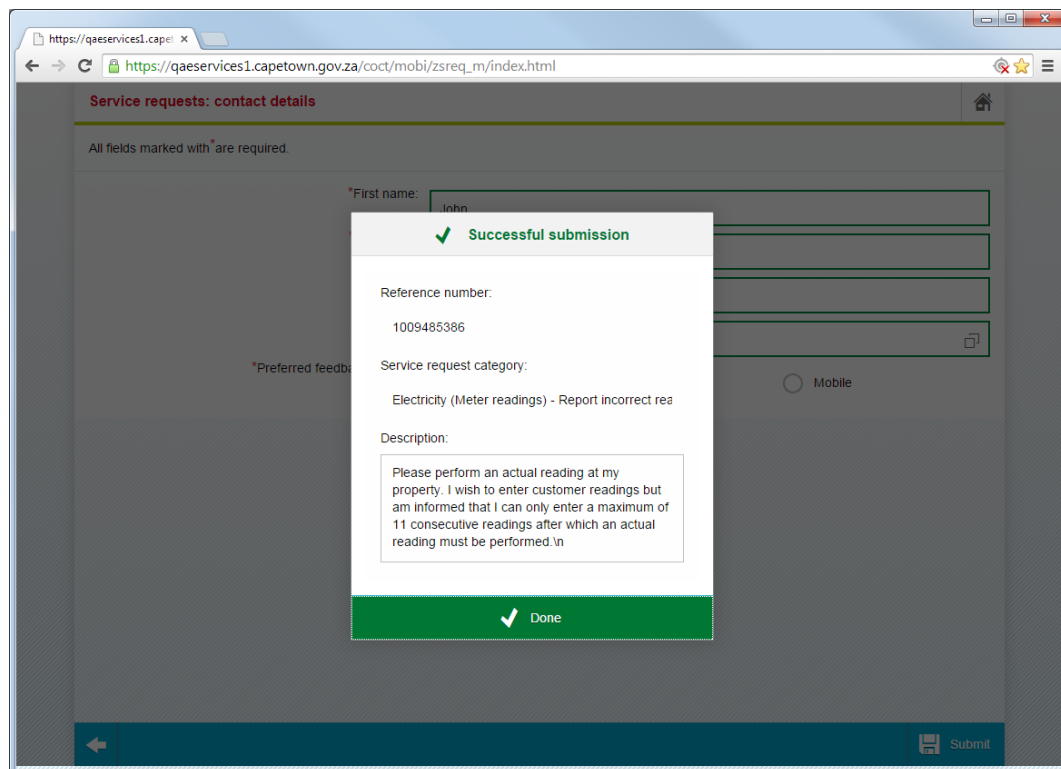 https://qaeservices1.cape
https://qaeservices1.capetown.gov.za/coct/mobi/zsreq_m/index.html
Service requests: contact details
All fields marked with*are required.
*First name:
John
Successful submission
Reference number:
1009485386
Service request category:
*Preferred feedba
Mobile
Electricity (Meter readings) - Report incorrect rea
Description:
Please perform an actual reading at my
property. I wish to enter customer readings but
am informed that I can only enter a maximum of
11 consecutive readings after which an actual
reading must be performed.\n
Done
Submit